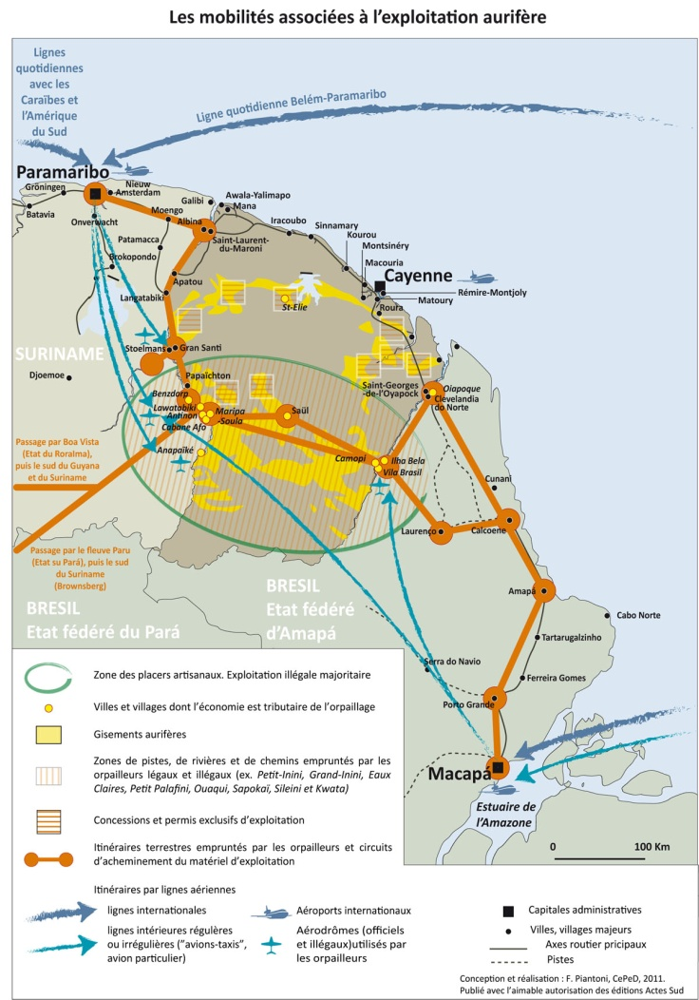 Les mobilités associées à l’exploitation aurifère
Lignes
quotidiennes
avec les
Caraïbes et
l’Amérique
du Sud
Ligne quotidienne Belém-Paramaribo
Paramaribo
Gröningen
Nieuw
Amsterdam
Batavia
Onverwacht
Moengo
Albina
Galibi
Awala-Yalimapo
Mana
Iracoubo
Sinnamary
Kourou
Montsinéry
Macouria
Cayenne
Rémire-Montjoly
Matoury
Roura
Saint-Laurent-
du-Maroni
Patamacca
Brokopondo
Apatou
Langatabiki
St-Elie
SURINAME
Stoelmans
Gran Santi
Djoemoe
Papaïchton
Benzdorp
Lawatabiki
Antinon
Cabane Afo
Maripa
-Soula
Saül
Anapaïké
Saint-Georges
-de-l’Oyapock
Oiapoque
Clevelandia
do Norte
Camopi
Ilha Bela
Vila Brasil
Passage par Boa Vista
(Etat du Roralma),
puis le sud du Guyana
et du Suriname
Passage par le fleuve Paru
(Etat su Pará), puis le sud
du Suriname
(Brownsberg)
Cunani
Laurenço
Calcoene
Amapá
Cabo Norte
Tartarugalzinho
Serra do Navio
Ferreira Gomes
Porto Grande
BRESIL
Etat fédéré du Pará
BRESIL
Etat fédéré
d’Amapá
Macapá
Estuaire de
l’Amazone
0 100 Km
Zone des placers artisanaux. Exploitation illégale majoritaire
Villes et villages dont l’économie est tributaire de l’orpaillage
Gisements aurifères
Zones de pistes, de rivières et de chemins empruntés par les
orpailleurs légaux et illégaux (ex. Petit-Inini, Grand-Inini, Eaux
Claires, Petit Palafini, Ouaqui, Sapokaï, Sileini et Kwata)
Concessions et permis exclusifs d’exploitation
Itinéraires terrestres empruntés par les orpailleurs et circuits
d’acheminement du matériel d’exploitation
Itinéraires par lignes aériennes
lignes internationales
lignes intérieures régulères
ou irrégulières (”avions-taxis”,
avion particulier)
Aéroports internationaux
Aérodrômes (officiels
et illégaux)utilisés par
les orpailleurs
Capitales administratives
Villes, villages majeurs
Axes routier pricipaux
Pistes
Conception et réalisation : F. Piantoni, CePeD, 2011.
Publié avec l’aimable autorisation des éditions Actes Sud